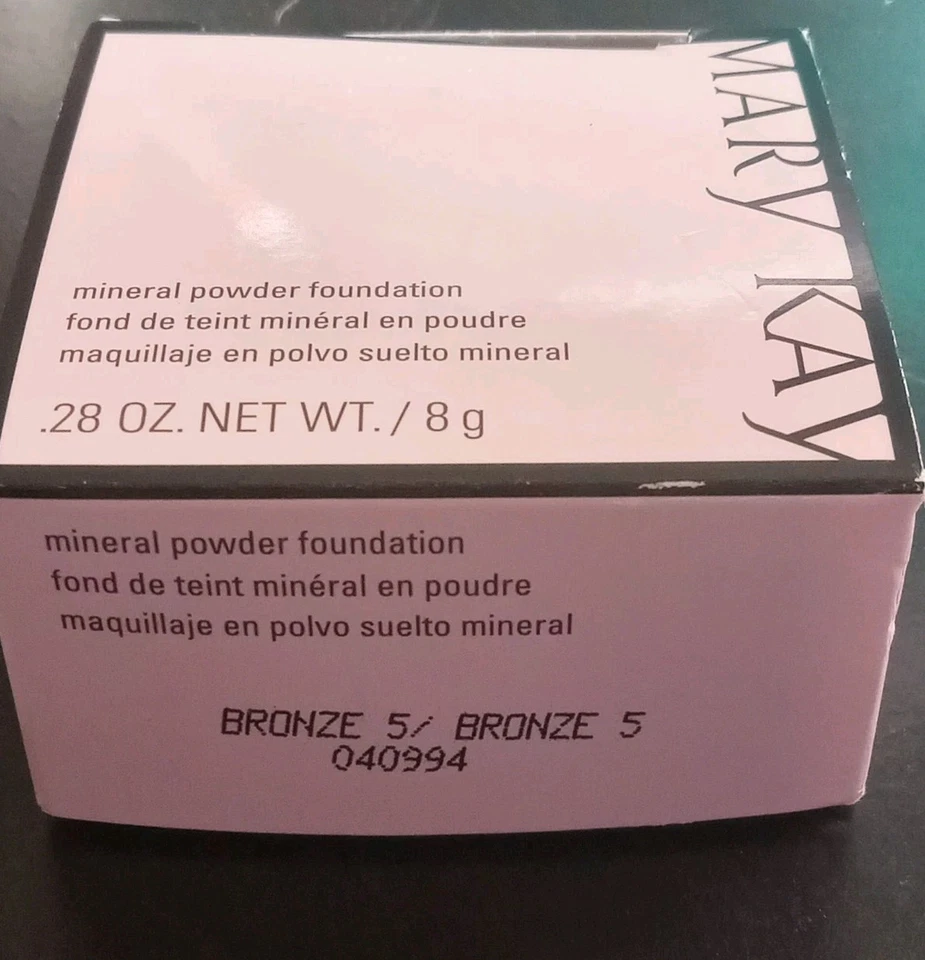 MARY KAY
mineral powder foundation
fond de teint minéral en poudre
maquillaje en polvo suelto mineral
.28 OZ. NET WT. / 8 g
mineral powder foundation
fond de teint minéral en poudre
maquillaje en polvo suelto mineral
BRONZE 5/ BRONZE 5
040994